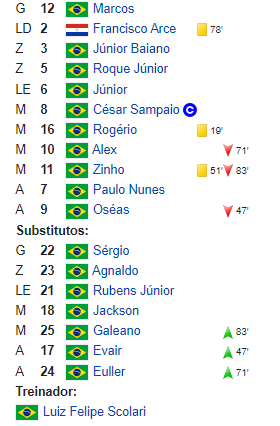 G 12 Marcos
LD 2 Francisco Arce 78'
Z 3 Júnior Baiano
Z 5 Roque Júnior
LE 6 Júnior
M 8 César Sampaio C
M 16 Rogério 19'
M 10 Alex 71'
M 11 Zinho 51' 83'
A 7 Paulo Nunes
A 9 Oséas 47'
Substitutos:
G 22 Sérgio
Z 23 Agnaldo
LE 21 Rubens Júnior
M 18 Jackson
M 25 Galeano 83'
A 17 Evair 47'
A 24 Euller 71'
Treinador:
Luiz Felipe Scolari